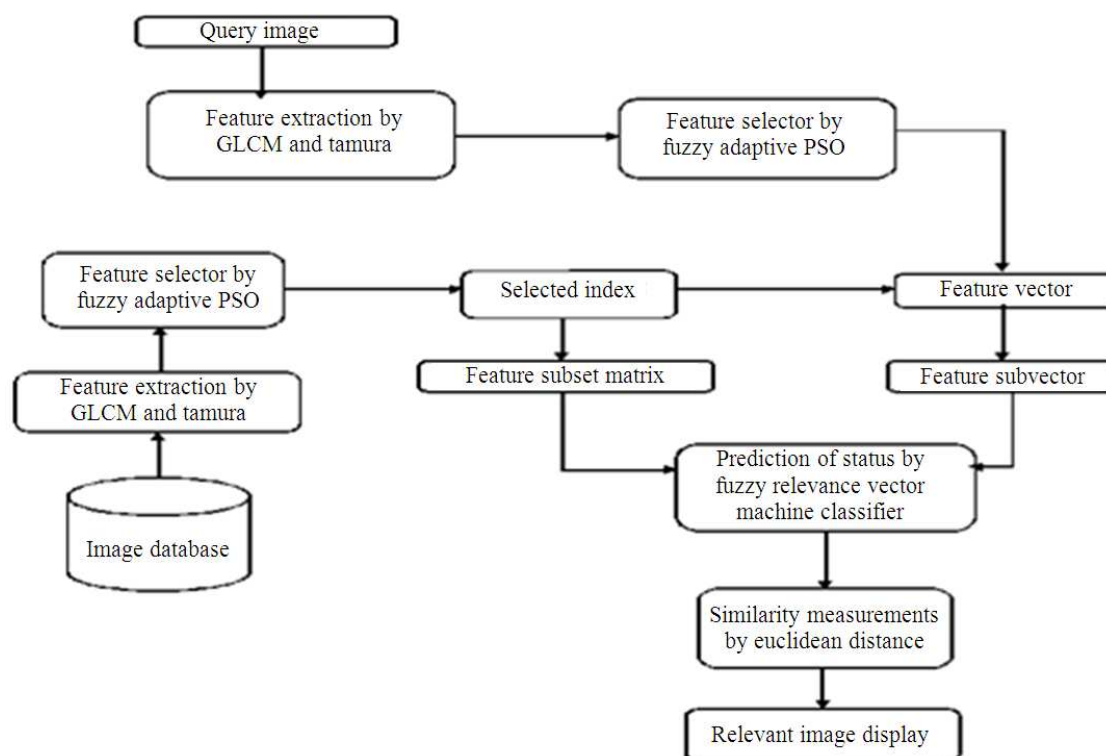 Query image
Feature extraction by
GLCM and tamura
Feature selector by
fuzzy adaptive PSO
Feature selector by
fuzzy adaptive PSO
Selected index
Feature vector
Feature extraction by
GLCM and tamura
Feature subset matrix
Feature subvector
Prediction of status by
fuzzy relevance vector
machine classifier
Image database
Similarity measurements
by euclidean distance
Relevant image display